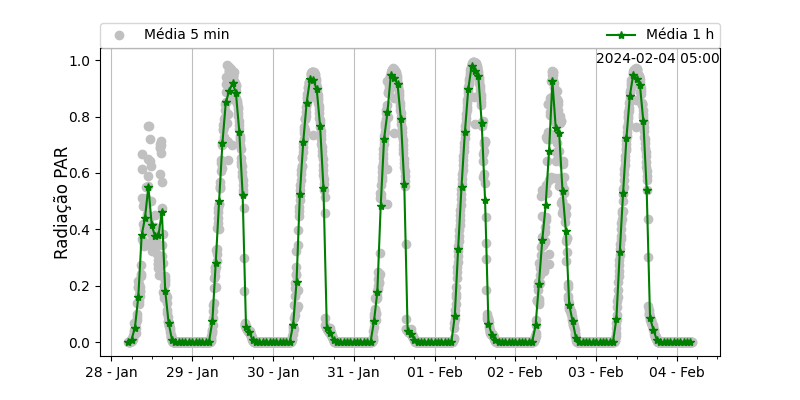 Média 5 min
Média 1 h
2024-02-04 05:00
Radiação PAR
1.0
0.8
0.6
0.4
0.2
0.0
28 - Jan
29 - Jan
30 - Jan
31 - Jan
01 - Feb
02 - Feb
03 - Feb
04 - Feb